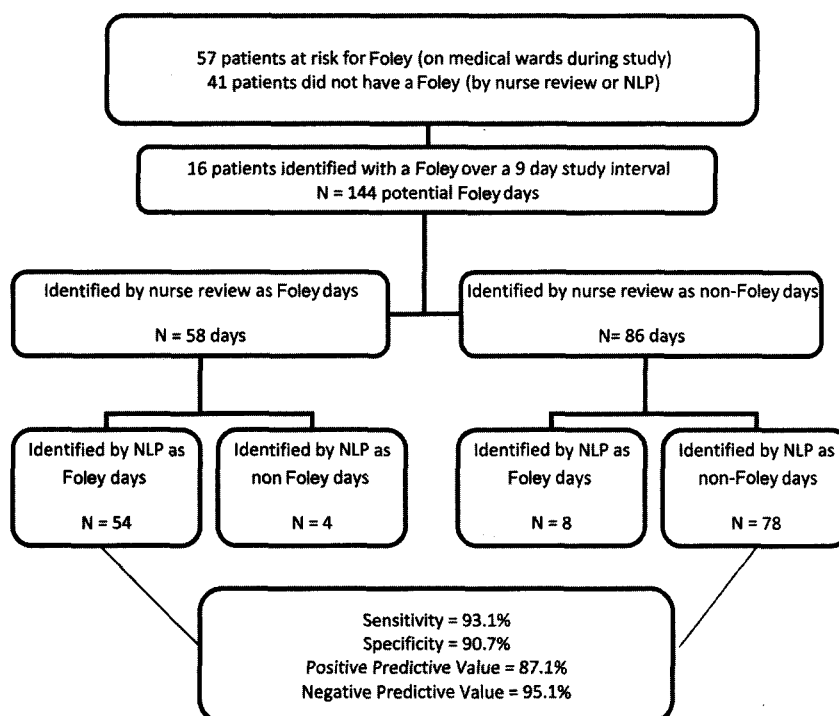 57 patients at risk for Foley (on medical wards during study)
41 patients did not have a Foley (by nurse review or NLP)
16 patients identified with a Foley over a 9 day study interval
N = 144 potential Foley days
Identified by nurse review as Foley days
N = 58 days
Identified by nurse review as non-Foley days
N= 86 days
Identified by NLP as
Foley days
N = 54
Identified by NLP as
non Foley days
N = 4
Identified by NLP as
Foley days
N = 8
Identified by NLP as
non-Foley days
N = 78
Sensitivity = 93.1%
Specificity = 90.7%
Positive Predictive Value = 87.1%
Negative Predictive Value = 95.1%